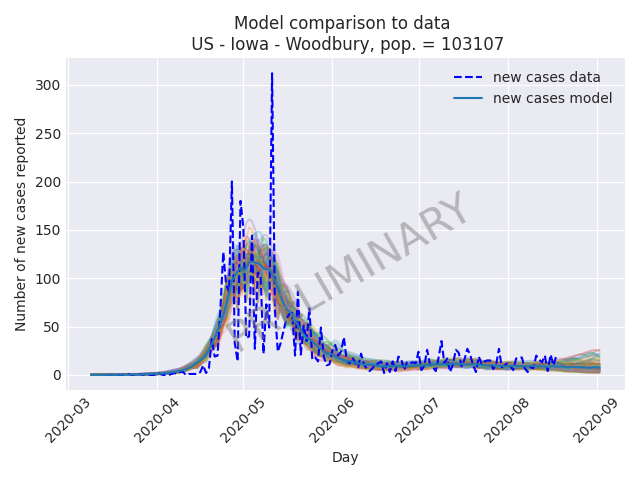 Model comparison to data
US - Iowa - Woodbury, pop. = 103107
new cases data
new cases model
Number of new cases reported
300
250
200
150
100
50
0
PRELIMINARY
2020-03
2020-04
2020-05
2020-06
2020-07
2020-08
2020-09
Day